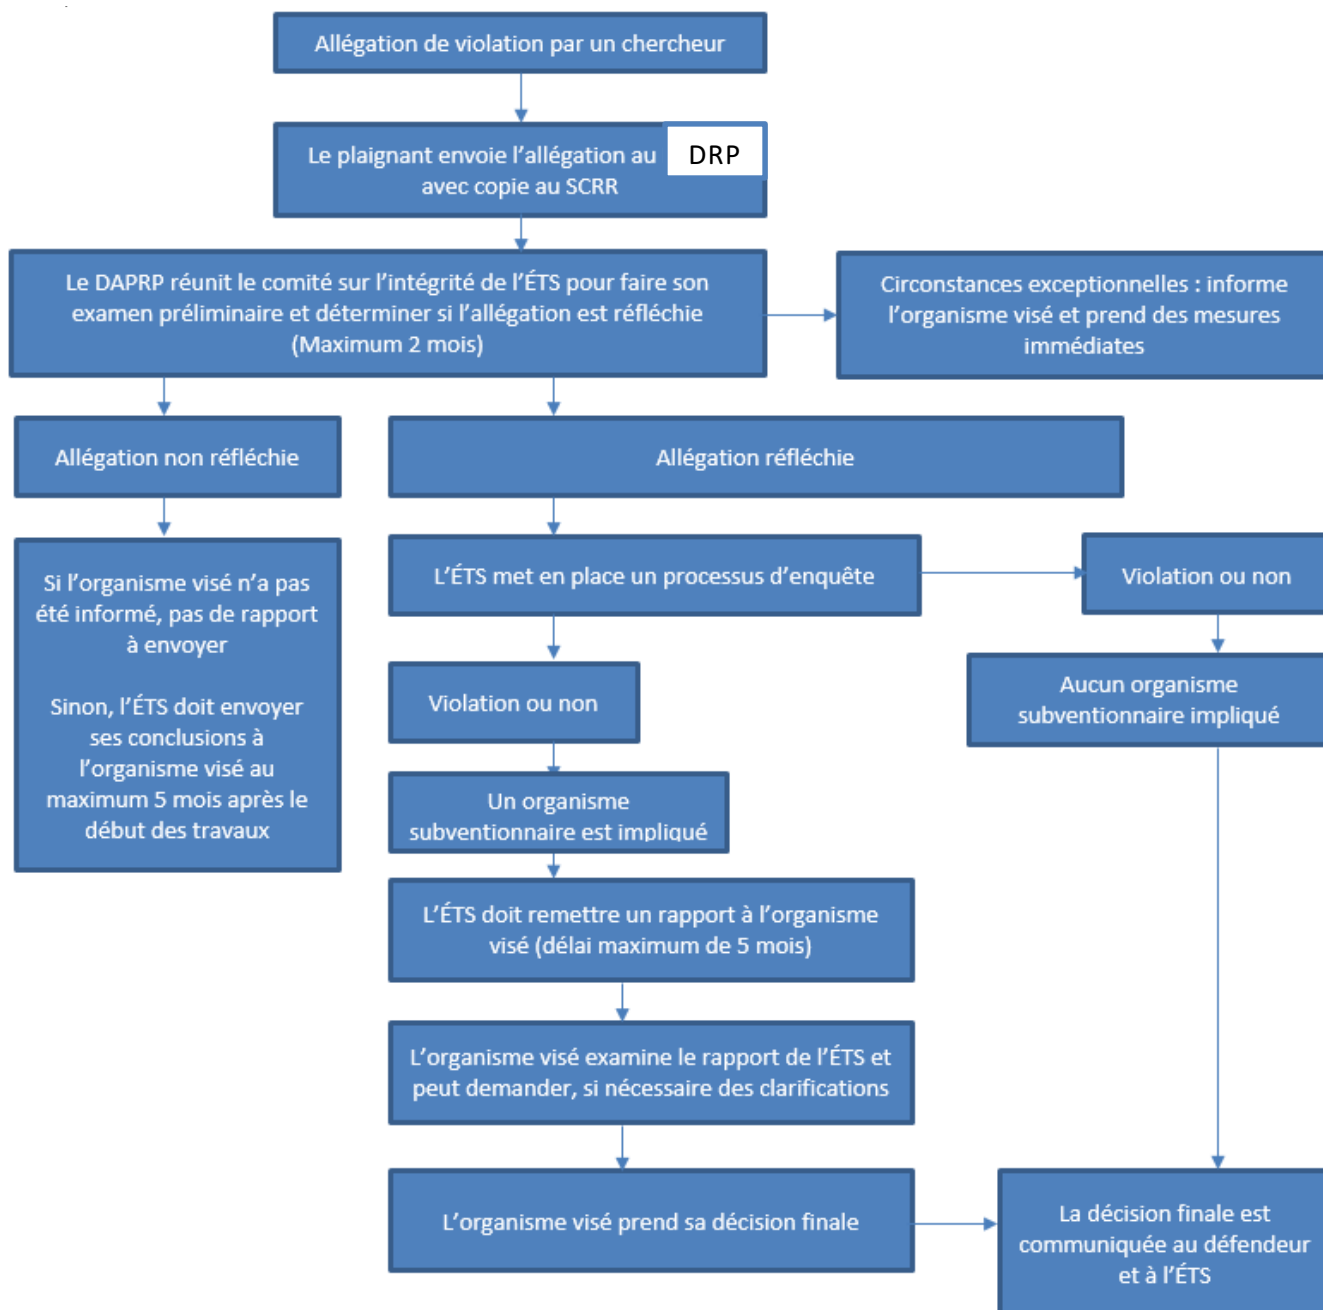 Allégation de violation par un chercheur
Le plaignant envoie l’allégation au DRP
avec copie au SCRR
Le DAPRP réunit le comité sur l’intégrité de l’ÉTS pour faire son
examen préliminaire et déterminer si l’allégation est réfléchie
(Maximum 2 mois)
Circonstances exceptionnelles : informe
l’organisme visé et prend des mesures
immédiates
Allégation non réfléchie
Allégation réfléchie
Si l’organisme visé n’a pas
été informé, pas de rapport
à envoyer
Sinon, l’ÉTS doit envoyer
ses conclusions à
l’organisme visé au
maximum 5 mois après le
début des travaux
L’ÉTS met en place un processus d’enquête
Violation ou non
Violation ou non
Aucun organisme
subventionnaire impliqué
Un organisme
subventionnaire est impliqué
L’ÉTS doit remettre un rapport à l’organisme
visé (délai maximum de 5 mois)
L’organisme visé examine le rapport de l’ÉTS et
peut demander, si nécessaire des clarifications
L’organisme visé prend sa décision finale
La décision finale est
communiquée au défendeur
et à l’ÉTS